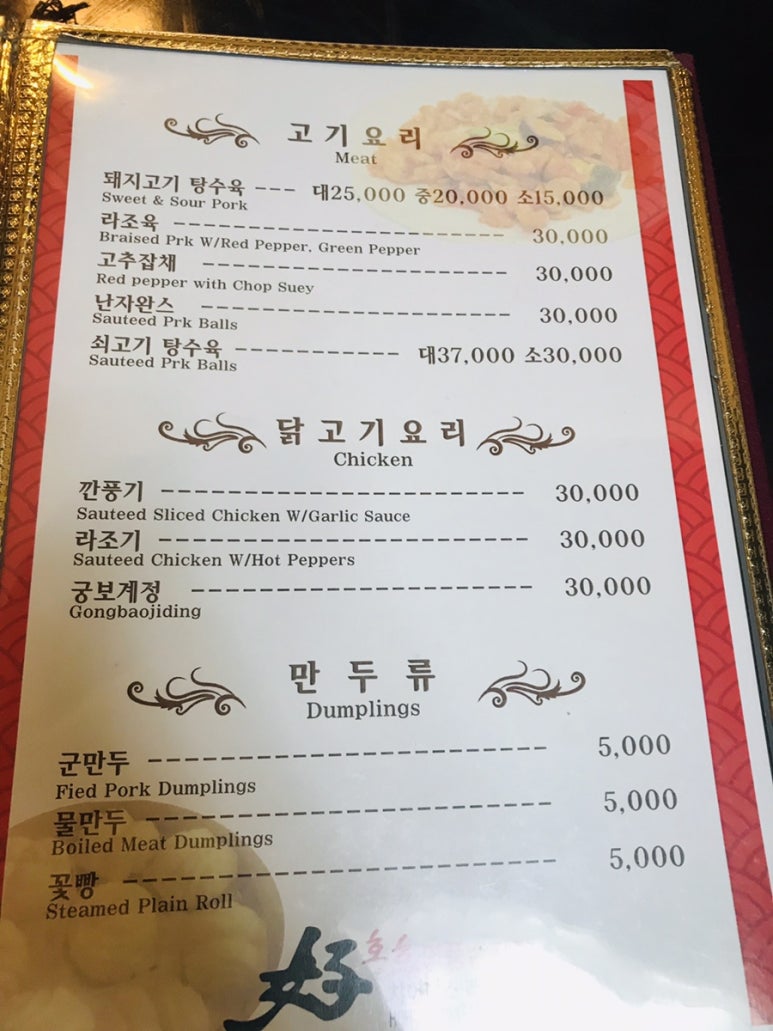 고기요리
Meat
돼지고기 탕수육 --- 대25,000 중20,000 소15,000
Sweet & Sour Pork
라조육 ---------------------- 30,000
Braised Prk W/Red Pepper, Green Pepper
고추잡채 -------------------- 30,000
Red pepper with Chop Suey
난자완스 -------------------- 30,000
Sauteed Prk Balls
쇠고기 탕수육 ----------- 대37,000 소30,000
Sauteed Prk Balls
닭고기요리
Chicken
깐풍기 ---------------------- 30,000
Sauteed Sliced Chicken W/Garlic Sauce
라조기 ---------------------- 30,000
Sauteed Chicken W/Hot Peppers
궁보계정 -------------------- 30,000
Gongbaojiding
만두류
Dumplings
군만두 ------------------------ 5,000
Fied Pork Dumplings
물만두 ------------------------ 5,000
Boiled Meat Dumplings
꽃빵 -------------------------- 5,000
Steamed Plain Roll
好
호